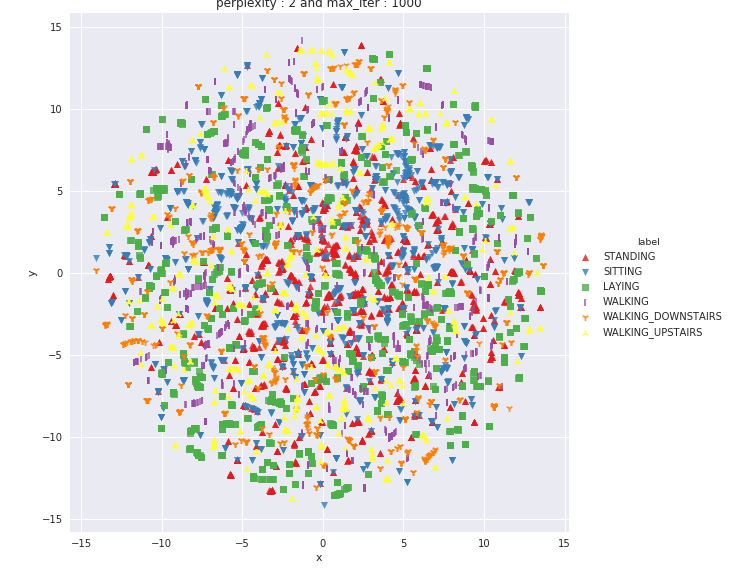 perplexity : 2 and max_iter : 1000
15
10
5
0
−5
−10
−15
y
−15
−10
−5
0
5
10
15
x
label
STANDING
SITTING
LAYING
WALKING
WALKING_DOWNSTAIRS
WALKING_UPSTAIRS